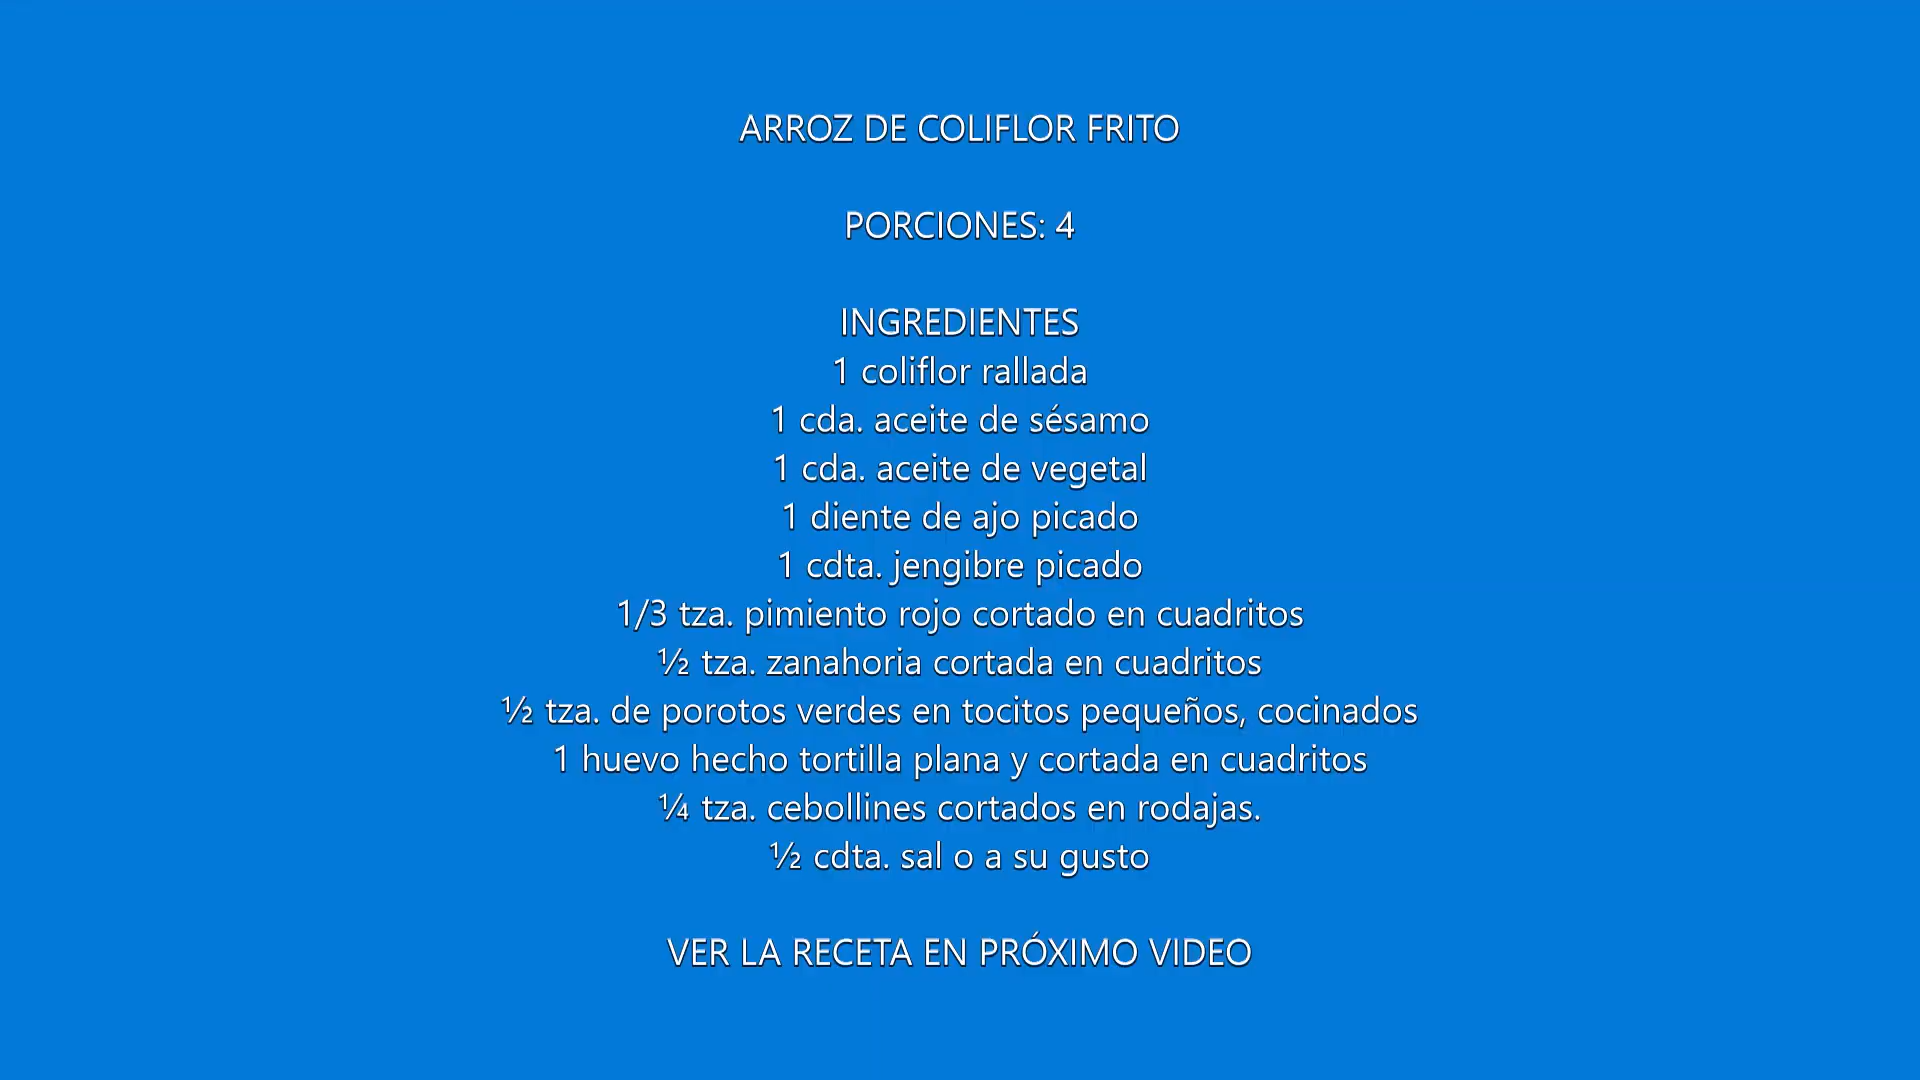 ARROZ DE COLIFLOR FRITO
PORCIONES: 4
INGREDIENTES
1 coliflor rallada
1 cda. aceite de sésamo
1 cda. aceite de vegetal
1 diente de ajo picado
1 cdta. jengibre picado
1/3 tza. pimiento rojo cortado en cuadritos
½ tza. zanahoria cortada en cuadritos
½ tza. de porotos verdes en tocitos pequeños, cocinados
1 huevo hecho tortilla plana y cortada en cuadritos
¼ tza. cebollines cortados en rodajas.
½ cdta. sal o a su gusto
VER LA RECETA EN PRÓXIMO VIDEO